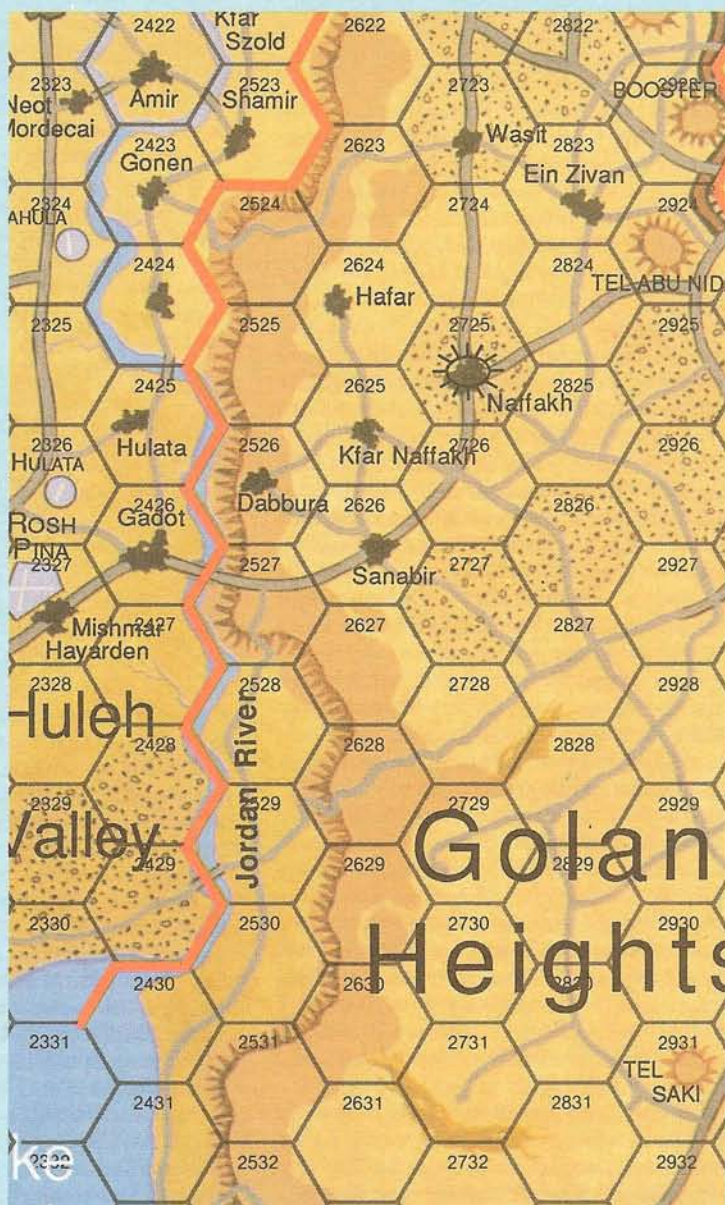 Kfar
Szold
2422
2622
2822
2323
2523
2723
2923
BOOSTER
Neot
Mordecai
Amir
Shamir
2423
2623
Wasit
2823
Gonen
Ein Zivan
2324
2524
2724
2924
AHULA
2424
2624
2824
Hafar
TEL ABU NID
2325
2525
2725
2925
2425
2625
2825
Naffakh
Hulata
Kfar Naffakh
2326
2526
2726
2926
HULATA
Dabbura
2426
2626
2826
Gadot
ROSH
PINA
2327
2527
2727
2927
Sanabir
2427
2627
2827
Mishmar
Hayarden
2328
2528
2728
2928
Huleh
Valley
2428
2628
2828
Jordan River
2329
2529
2729
2929
Golan
Heights
2429
2629
2829
2330
2530
2730
2930
2430
2630
2830
2331
2531
2731
2931
TEL
SAKI
2431
2631
2831
ke
2332
2532
2732
2932